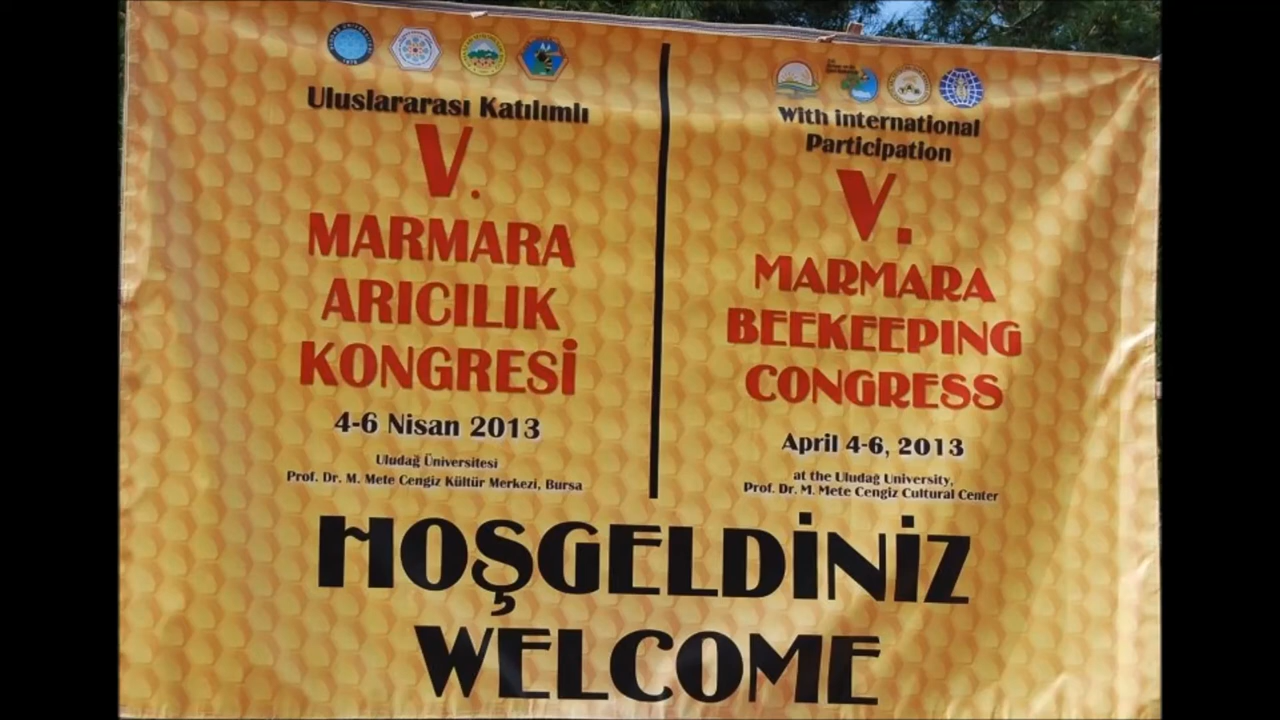 Uluslararası Katılımlı
V.
MARMARA
ARICILIK
KONGRESİ
4-6 Nisan 2013
Uludağ Üniversitesi
Prof. Dr. M. Mete Cengiz Kültür Merkezi, Bursa
With international
Participation
V.
MARMARA
BEEKEEPING
CONGRESS
April 4-6, 2013
at the Uludağ University,
Prof. Dr. M. Mete Cengiz Cultural Center
HOŞGELDİNİZ
WELCOME